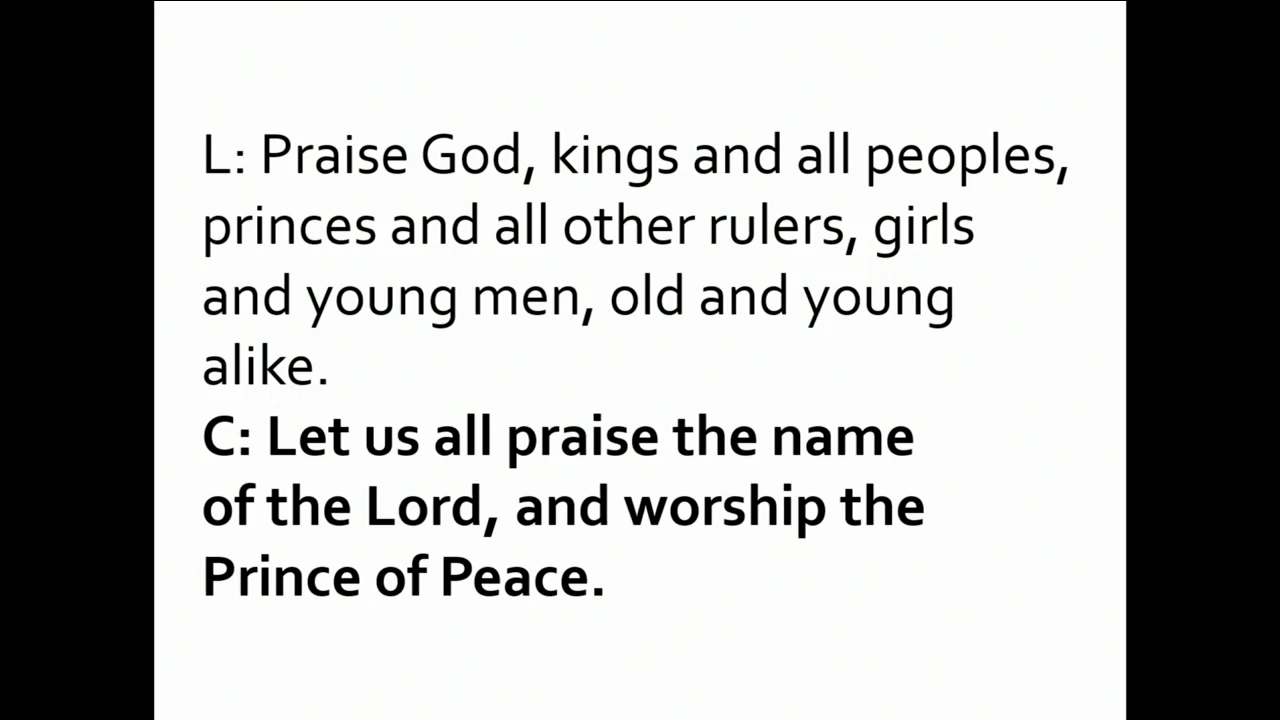 L: Praise God, kings and all peoples,
princes and all other rulers, girls
and young men, old and young
alike.
C: Let us all praise the name
of the Lord, and worship the
Prince of Peace.